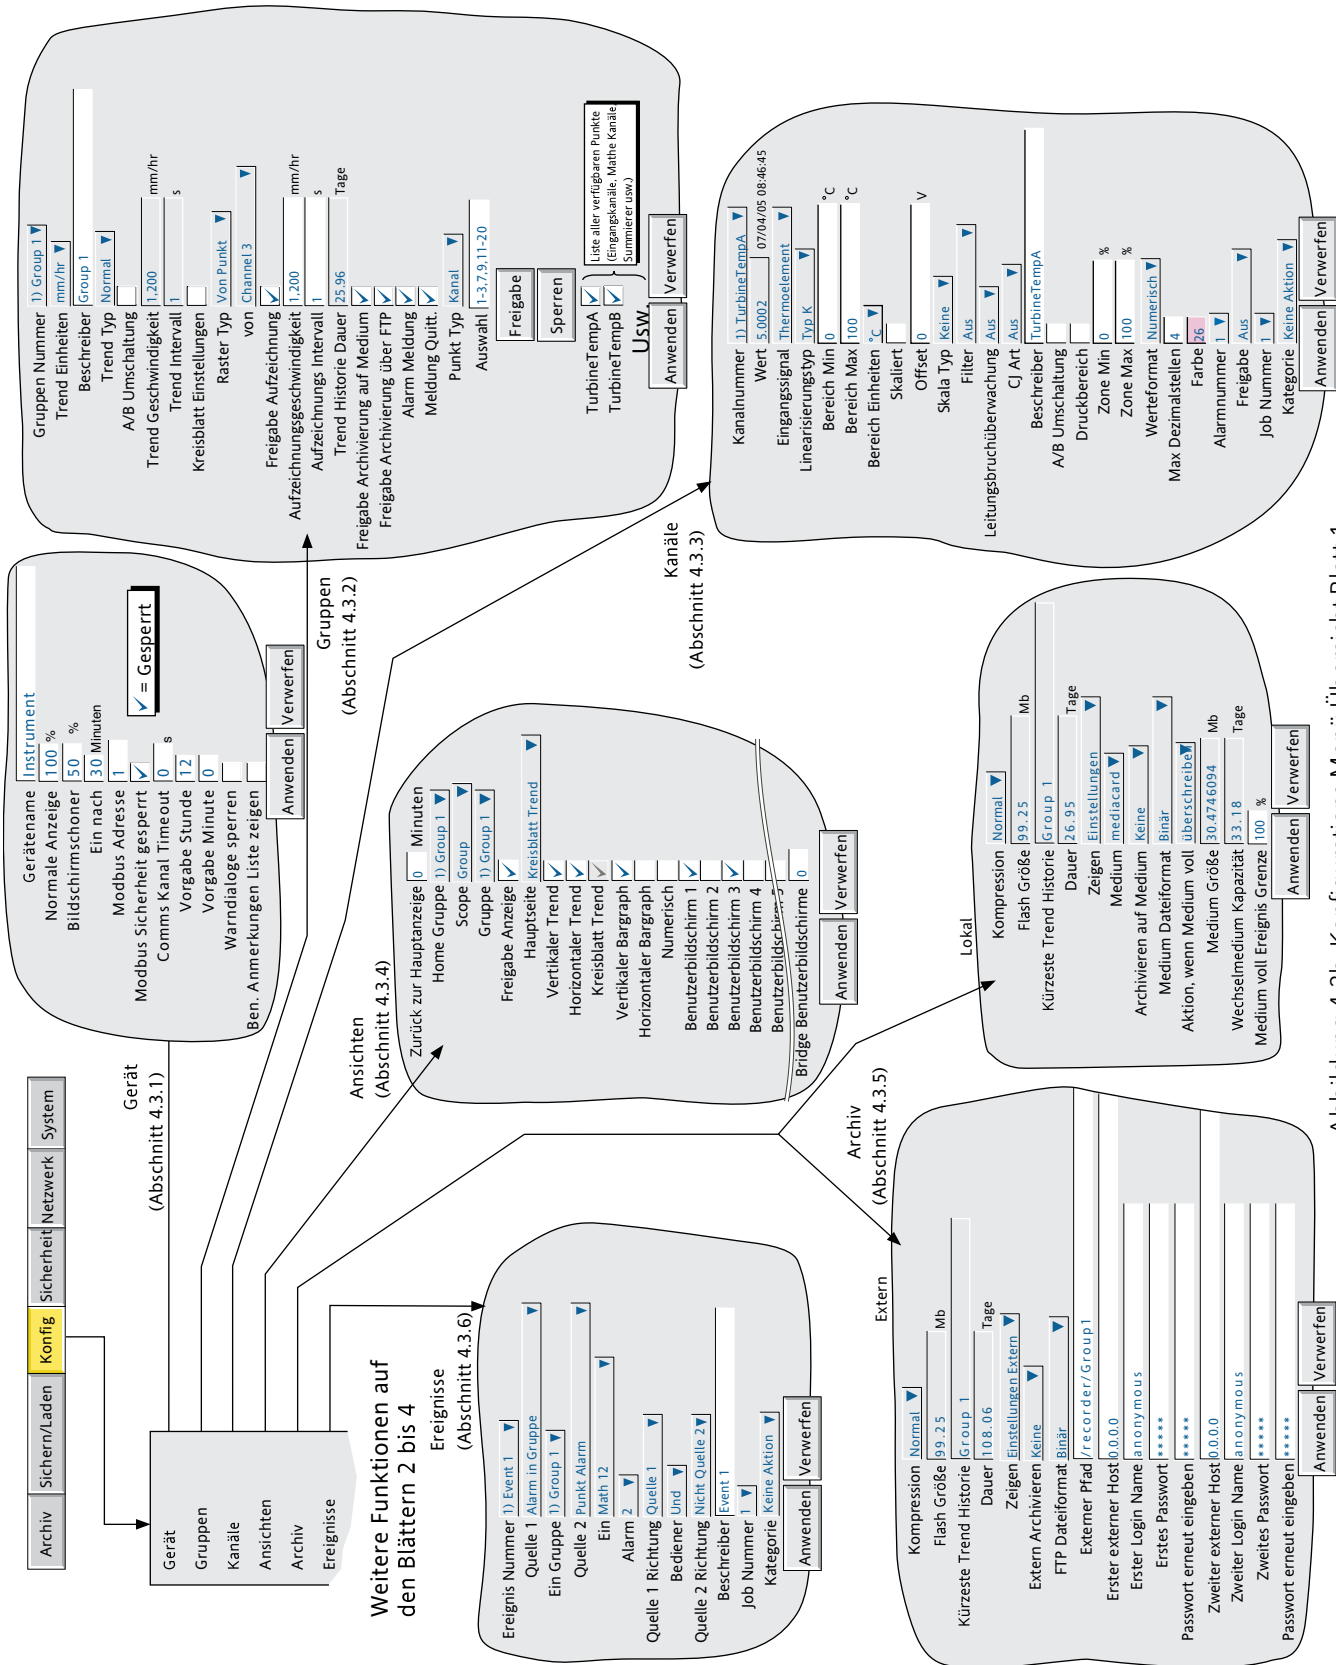 Archiv
Sichern/Laden
Konfig
Sicherheit
Netzwerk
System
Gerät
Gruppen
Kanäle
Ansichten
Archiv
Ereignisse
Weitere Funktionen auf
den Blättern 2 bis 4
Gerät
(Abschnitt 4.3.1)
Gerätename Instrument
Normale Anzeige 100 %
Bildschirmschoner 50 %
Ein nach 30 Minuten
Modbus Adresse 1
Modbus Sicherheit gesperrt ✓
Comms Kanal Timeout 0 s
Vorgabe Stunde 12
Vorgabe Minute 0
Warndialoge sperren
Ben. Anmerkungen Liste zeigen
Anwenden Verwerfen
✓ = Gesperrt
Gruppen
(Abschnitt 4.3.2)
Gruppen Nummer 1) Group 1
Trend Einheiten mm/hr
Beschreiber Group 1
Trend Typ Normal
A/B Umschaltung
Trend Geschwindigkeit 1,200 mm/hr
Trend Intervall 1 s
Kreisblatt Einstellungen
Raster Typ Von Punkt
von Channel 3
Freigabe Aufzeichnung ✓
Aufzeichnungsgeschwindigkeit 1,200 mm/hr
Aufzeichnungs Intervall 1 s
Trend Historie Dauer 25.96 Tage
Freigabe Archivierung auf Medium ✓
Freigabe Archivierung über FTP ✓
Alarm Meldung ✓
Meldung Quitt. ✓
Punkt Typ Kanal
Auswahl 1-3,7,9,11-20
Freigabe
Sperren
TurbineTempA ✓
TurbineTempB ✓
Usw.
Liste aller verfügbaren Punkte
(Eingangskanäle, Mathe Kanäle
Summierer usw.)
Anwenden Verwerfen
Kanäle
(Abschnitt 4.3.3)
Kanalnummer 1) TurbineTempA
Wert 5.0002 07/04/05 08:46:45
Eingangssignal Thermoelement
Linearisierungstyp Typ K
Bereich Min 0 °C
Bereich Max 100 °C
Bereich Einheiten °C
Skaliert
Offset 0 V
Skala Typ Keine
Filter Aus
Leitungsbruchüberwachung Aus
CJ Art Aus
Beschreiber TurbineTempA
A/B Umschaltung
Druckbereich
Zone Min 0 %
Zone Max 100 %
Werteformat Numerisch
Max Dezimalstellen 4
Farbe 26
Alarmnummer 1
Freigabe Aus
Job Nummer 1
Kategorie Keine Aktion
Anwenden Verwerfen
Ansichten
(Abschnitt 4.3.4)
Zurück zur Hauptanzeige 0 Minuten
Home Gruppe 1) Group 1
Scope Group
Gruppe 1) Group 1
Freigabe Anzeige ✓
Hauptseite Kreisblatt Trend
Vertikaler Trend ✓
Horizontaler Trend ✓
Kreisblatt Trend ✓
Vertikaler Bargraph ✓
Horizontaler Bargraph
Numerisch
Benutzerbildschirm 1 ✓
Benutzerbildschirm 2
Benutzerbildschirm 3 ✓
Benutzerbildschirm 4
Bridge Benutzerbildschirme 0
Anwenden Verwerfen
Archiv
(Abschnitt 4.3.5)
Lokal
Kompression Normal
Flash Größe 99.25 Mb
Kürzeste Trend Historie Group 1
Dauer 26.95 Tage
Zeigen Einstellungen
Medium mediacard
Archivieren auf Medium Keine
Medium Dateiformat Binär
Aktion, wenn Medium voll überschreiben
Medium Größe 30.4746094 Mb
Wechselmedium Kapazität 33.18 Tage
Medium voll Ereignis Grenze 100 %
Anwenden Verwerfen
Extern
Kompression Normal
Flash Größe 99.25 Mb
Kürzeste Trend Historie Group 1
Dauer 108.06 Tage
Zeigen Einstellungen Extern
Extern Archivieren Keine
FTP Dateiformat Binär
Externer Pfad /recorder/Group1
Erster externer Host 0.0.0.0
Erster Login Name anonymous
Erstes Passwort *****
Passwort erneut eingeben *****
Zweiter externer Host 0.0.0.0
Zweiter Login Name anonymous
Zweites Passwort *****
Passwort erneut eingeben *****
Anwenden Verwerfen
Ereignisse
(Abschnitt 4.3.6)
Ereignis Nummer 1) Event 1
Quelle 1 Alarm in Gruppe
Ein Gruppe 1) Group 1
Quelle 2 Punkt Alarm
Ein Math 12
Alarm 2
Quelle 1 Richtung Quelle 1
Bediener Und
Quelle 2 Richtung Nicht Quelle 2
Beschreiber Event 1
Job Nummer 1
Kategorie Keine Aktion
Anwenden Verwerfen